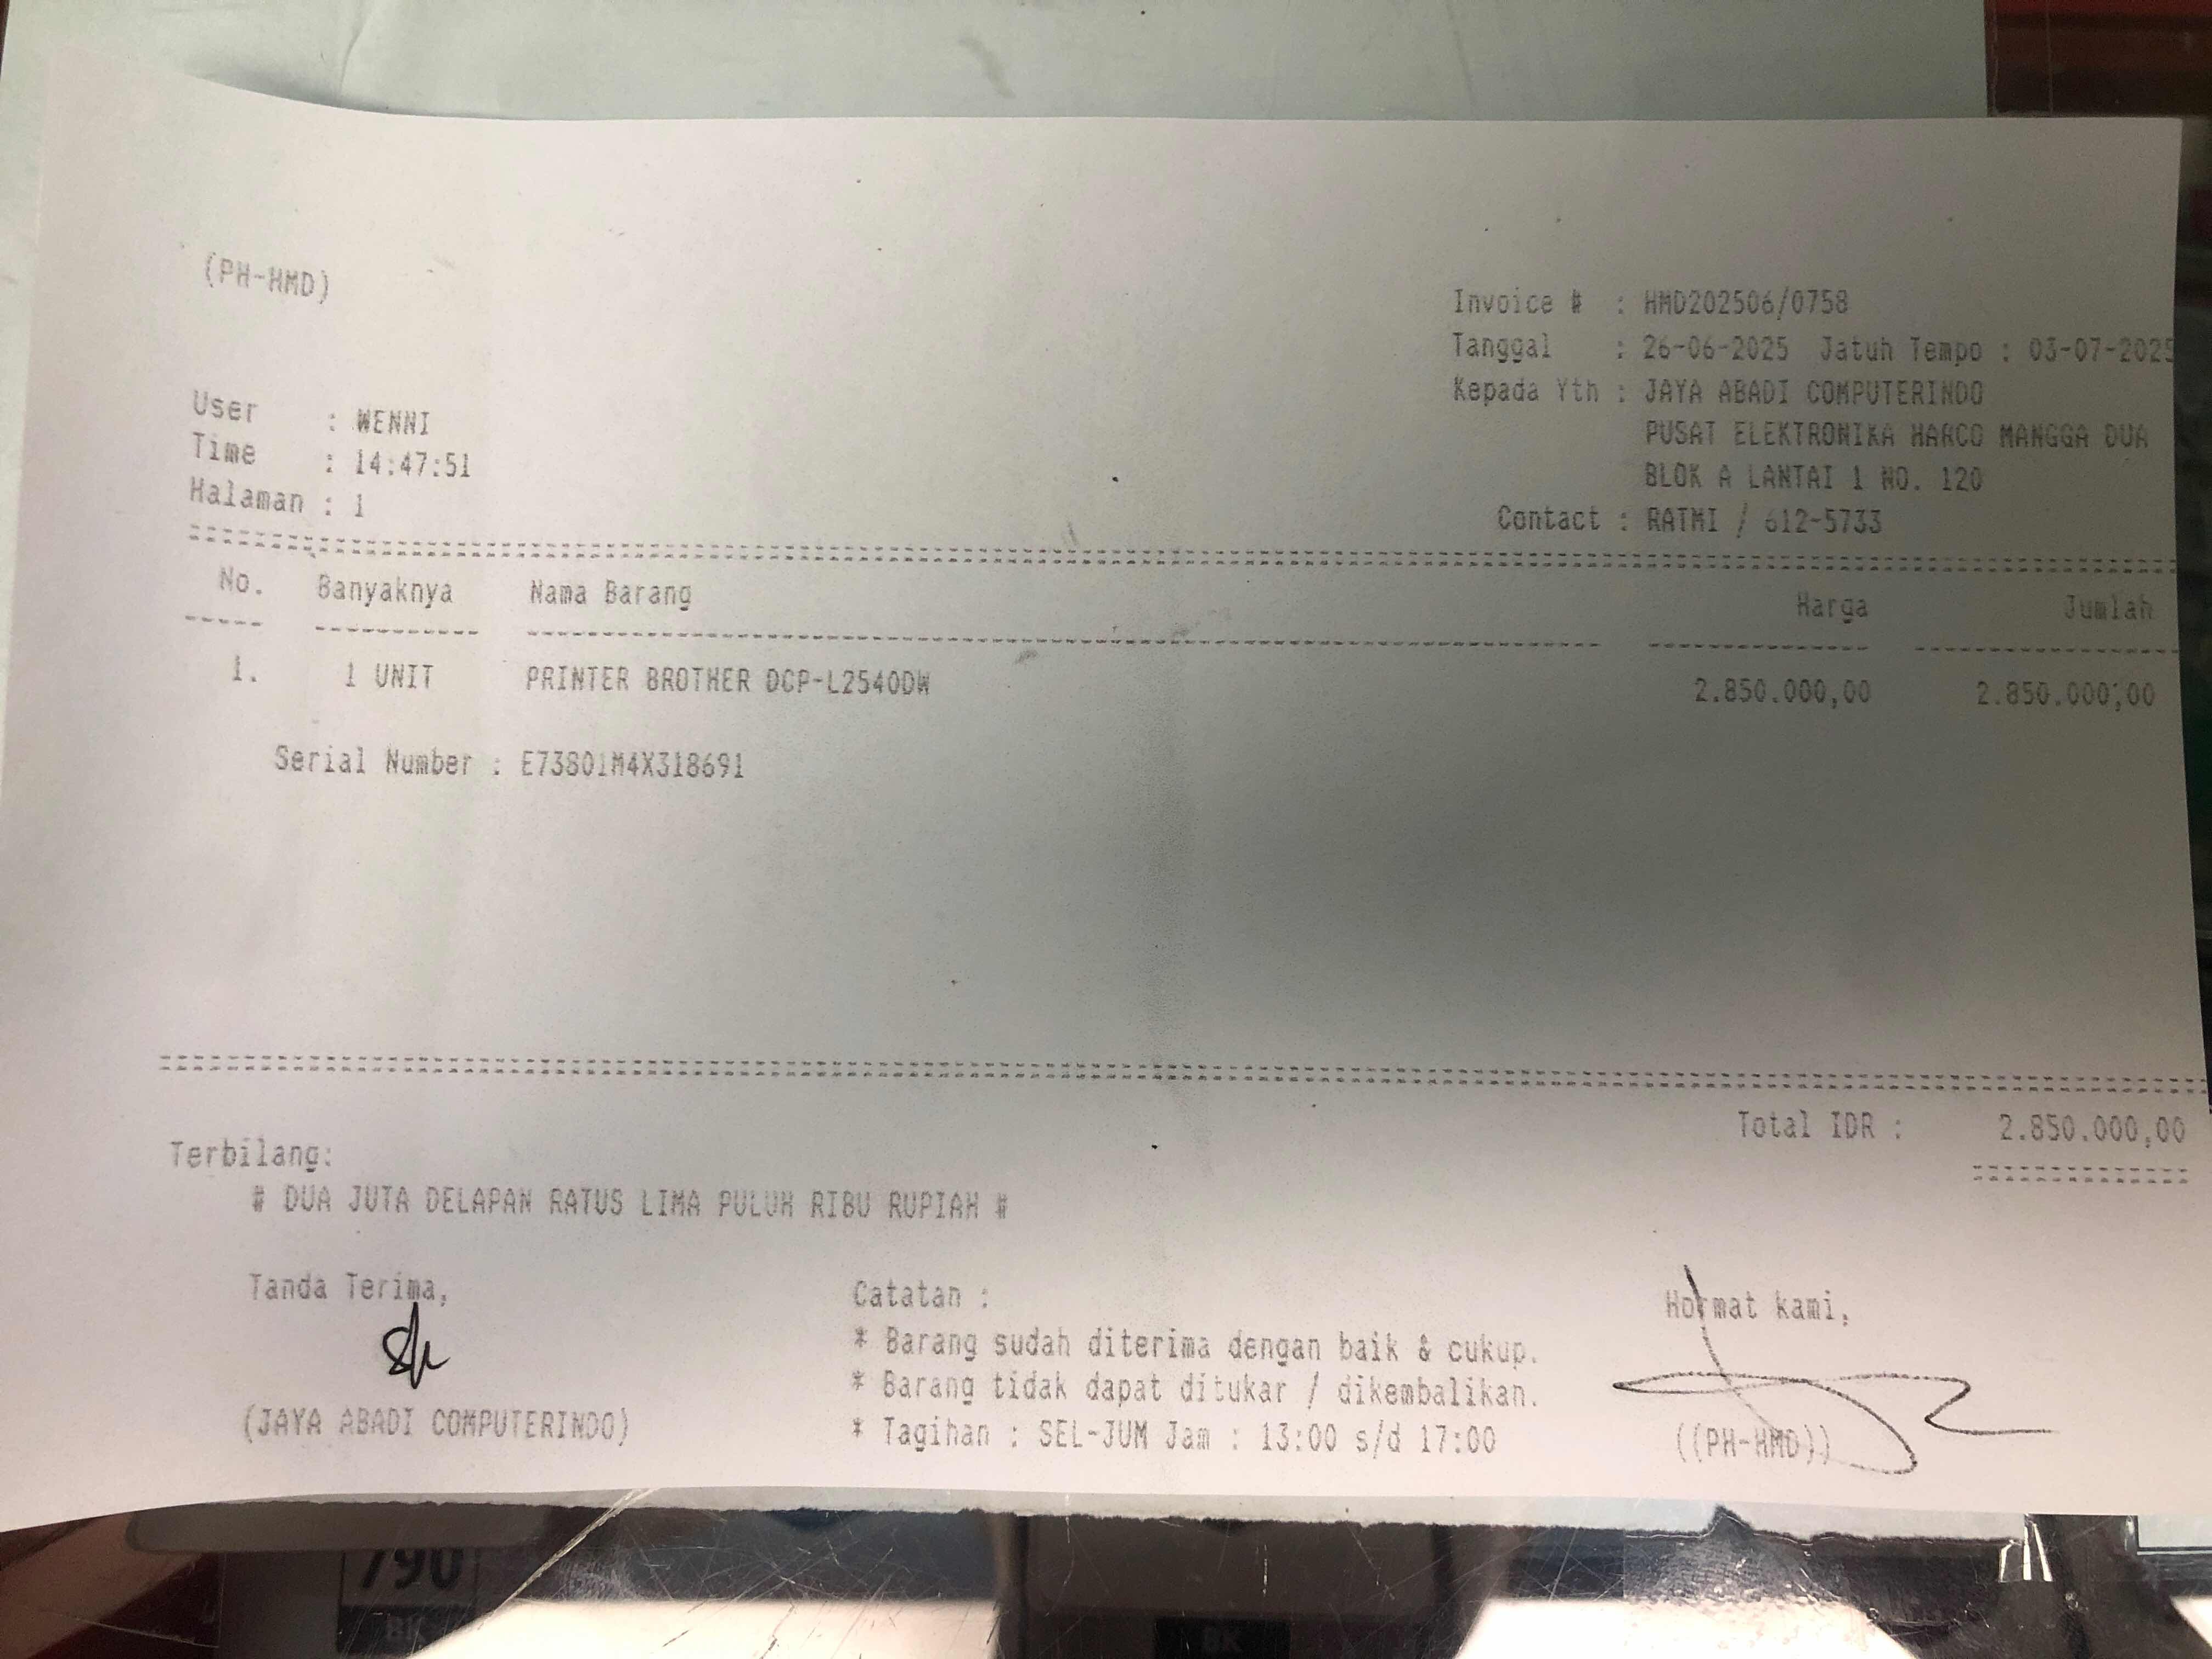 (PH-HMD)
Invoice # : HMD202506/0758
Tanggal : 26-06-2025 Jatuh Tempo : 03-07-2025
Kepada Yth : JAYA ABADI COMPUTERINDO
PUSAT ELEKTRONIKA HARCO MANGGA DUA
BLOK A LANTAI 1 NO. 120
Contact : RATMI / 612-5733
User : WENNI
Time : 14:47:51
Halaman : 1
No. Banyaknya Nama Barang Harga Jumlah
1. 1 UNIT PRINTER BROTHER DCP-L2540DW 2.850.000,00 2.850.000,00
Serial Number : E73801M4X318691
Total IDR : 2.850.000,00
Terbilang:
# DUA JUTA DELAPAN RATUS LIMA PULUH RIBU RUPIAH #
Tanda Terima,
(JAYA ABADI COMPUTERINDO)
Catatan :
* Barang sudah diterima dengan baik & cukup.
* Barang tidak dapat ditukar / dikembalikan.
* Tagihan : SEL-JUM Jam : 13:00 s/d 17:00
Hormat kami,
((PH-HMD))
790
BK
BK